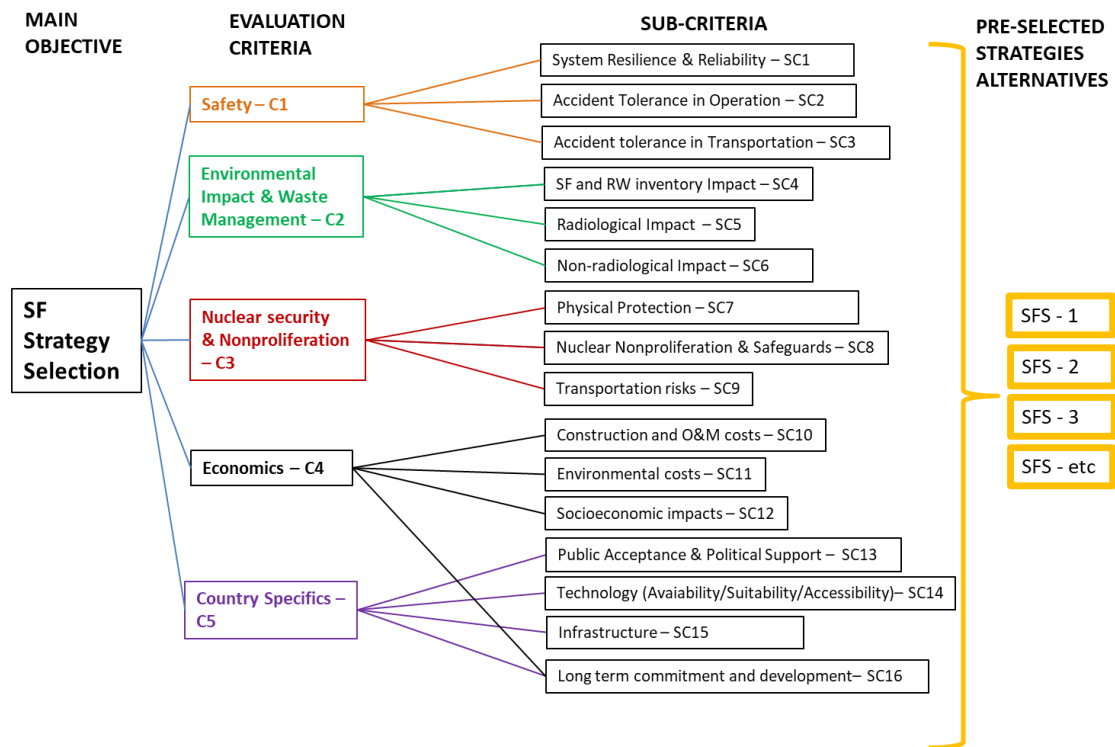 MAIN
OBJECTIVE
EVALUATION
CRITERIA
SUB-CRITERIA
PRE-SELECTED
STRATEGIES
ALTERNATIVES
SF
Strategy
Selection
Safety – C1
System Resilience & Reliability – SC1
Accident Tolerance in Operation – SC2
Accident tolerance in Transportation – SC3
Environmental
Impact & Waste
Management – C2
SF and RW inventory Impact – SC4
Radiological Impact – SC5
Non-radiological Impact – SC6
Nuclear security
& Nonproliferation
– C3
Physical Protection – SC7
Nuclear Nonproliferation & Safeguards – SC8
Transportation risks – SC9
Economics – C4
Construction and O&M costs – SC10
Environmental costs – SC11
Socioeconomic impacts – SC12
Country Specifics –
C5
Public Acceptance & Political Support – SC13
Technology (Avaiability/Suitability/Accessibility)– SC14
Infrastructure – SC15
Long term commitment and development– SC16
SFS - 1
SFS - 2
SFS - 3
SFS - etc